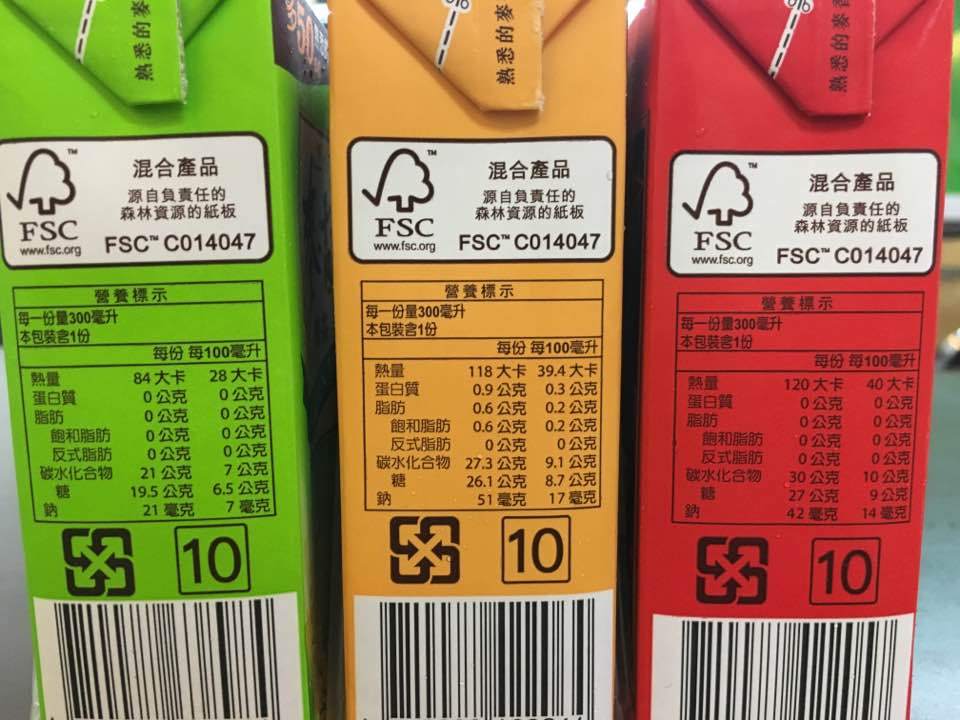 熟悉的麥
混合產品
源自負責任的
森林資源的紙板
FSC
www.fsc.org
FSC™ C014047
營養標示
每一份量300毫升
本包裝含1份
每份 每100毫升
熱量 84 大卡 28 大卡
蛋白質 0 公克 0 公克
脂肪 0 公克 0 公克
飽和脂肪 0 公克 0 公克
反式脂肪 0 公克 0 公克
碳水化合物 21 公克 7 公克
糖 19.5 公克 6.5 公克
鈉 21 毫克 7 毫克
10
50
熟悉的麥
混合產品
源自負責任的
森林資源的紙板
FSC
www.fsc.org
FSC™ C014047
營養標示
每一份量300毫升
本包裝含1份
每份 每100毫升
熱量 118 大卡 39.4 大卡
蛋白質 0.9 公克 0.3 公克
脂肪 0.6 公克 0.2 公克
飽和脂肪 0.6 公克 0.2 公克
反式脂肪 0 公克 0 公克
碳水化合物 27.3 公克 9.1 公克
糖 26.1 公克 8.7 公克
鈉 51 毫克 17 毫克
10
熟悉的麥香
混合產品
源自負責任的
森林資源的紙板
FSC
www.fsc.org
FSC™ C014047
營養標示
每一份量300毫升
本包裝含1份
每份 每100毫升
熱量 120 大卡 40 大卡
蛋白質 0 公克 0 公克
脂肪 0 公克 0 公克
飽和脂肪 0 公克 0 公克
反式脂肪 0 公克 0 公克
碳水化合物 30 公克 10 公克
糖 27 公克 9 公克
鈉 42 毫克 14 毫克
10